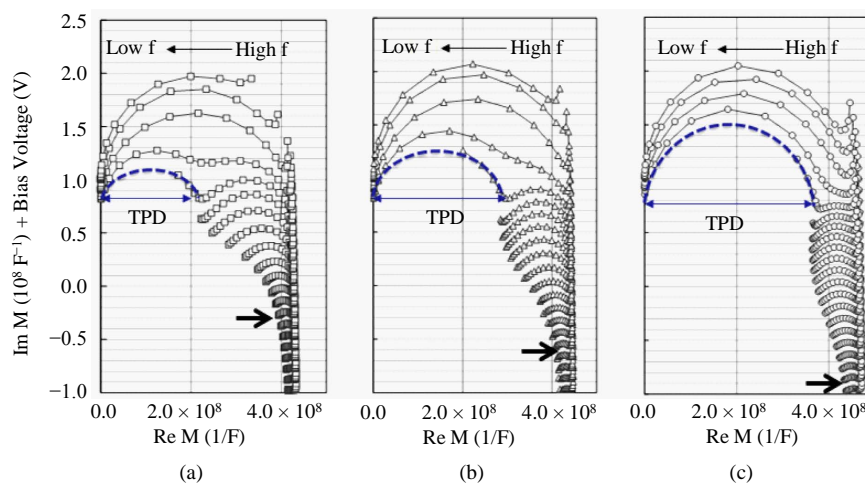 Im M (10⁸ F⁻¹) + Bias Voltage (V)
2.5
2.0
1.5
1.0
0.5
0.0
−0.5
−1.0
Low f
High f
TPD
0.0
2.0 × 10⁸
4.0 × 10⁸
Re M (1/F)
(a)
Low f
High f
TPD
0.0
2.0 × 10⁸
4.0 × 10⁸
Re M (1/F)
(b)
Low f
High f
TPD
0.0
2.0 × 10⁸
4.0 × 10⁸
Re M (1/F)
(c)